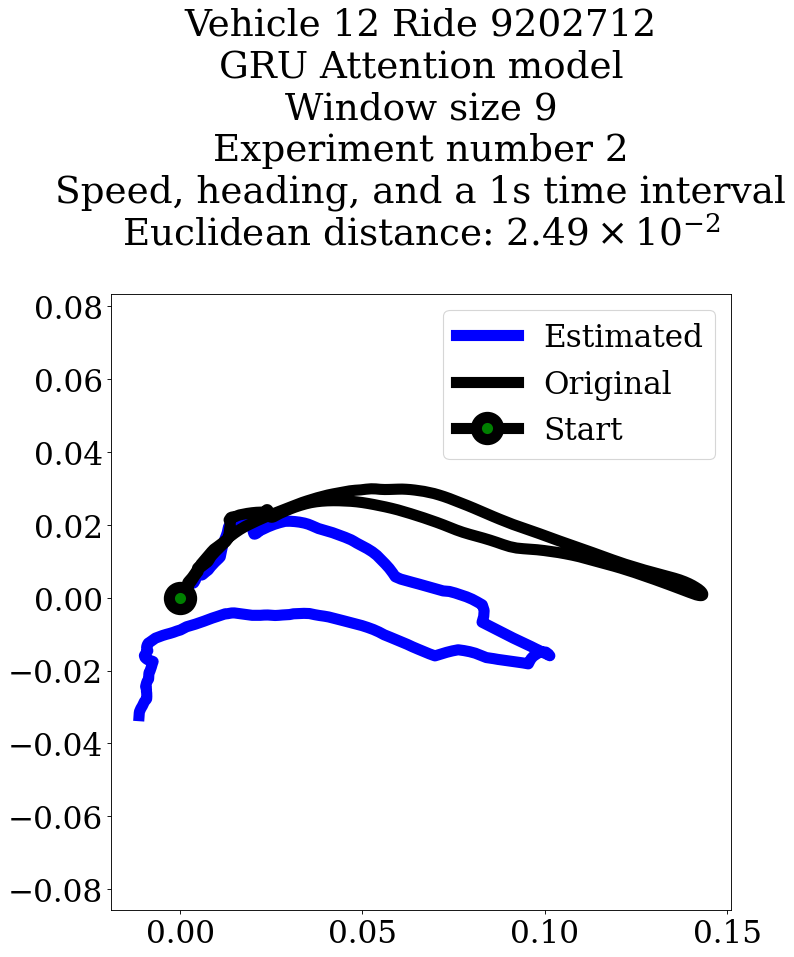 Vehicle 12 Ride 9202712
GRU Attention model
Window size 9
Experiment number 2
Speed, heading, and a 1s time interval
Euclidean distance: 2.49 × 10⁻²
Estimated
Original
Start
0.08
0.06
0.04
0.02
0.00
−0.02
−0.04
−0.06
−0.08
0.00 0.05 0.10 0.15